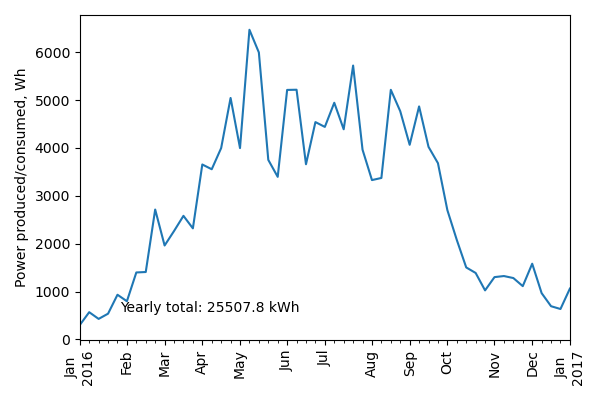 Power produced/consumed, Wh
6000
5000
4000
3000
2000
1000
0
Yearly total: 25507.8 kWh
Jan
2016
Feb
Mar
Apr
May
Jun
Jul
Aug
Sep
Oct
Nov
Dec
Jan
2017